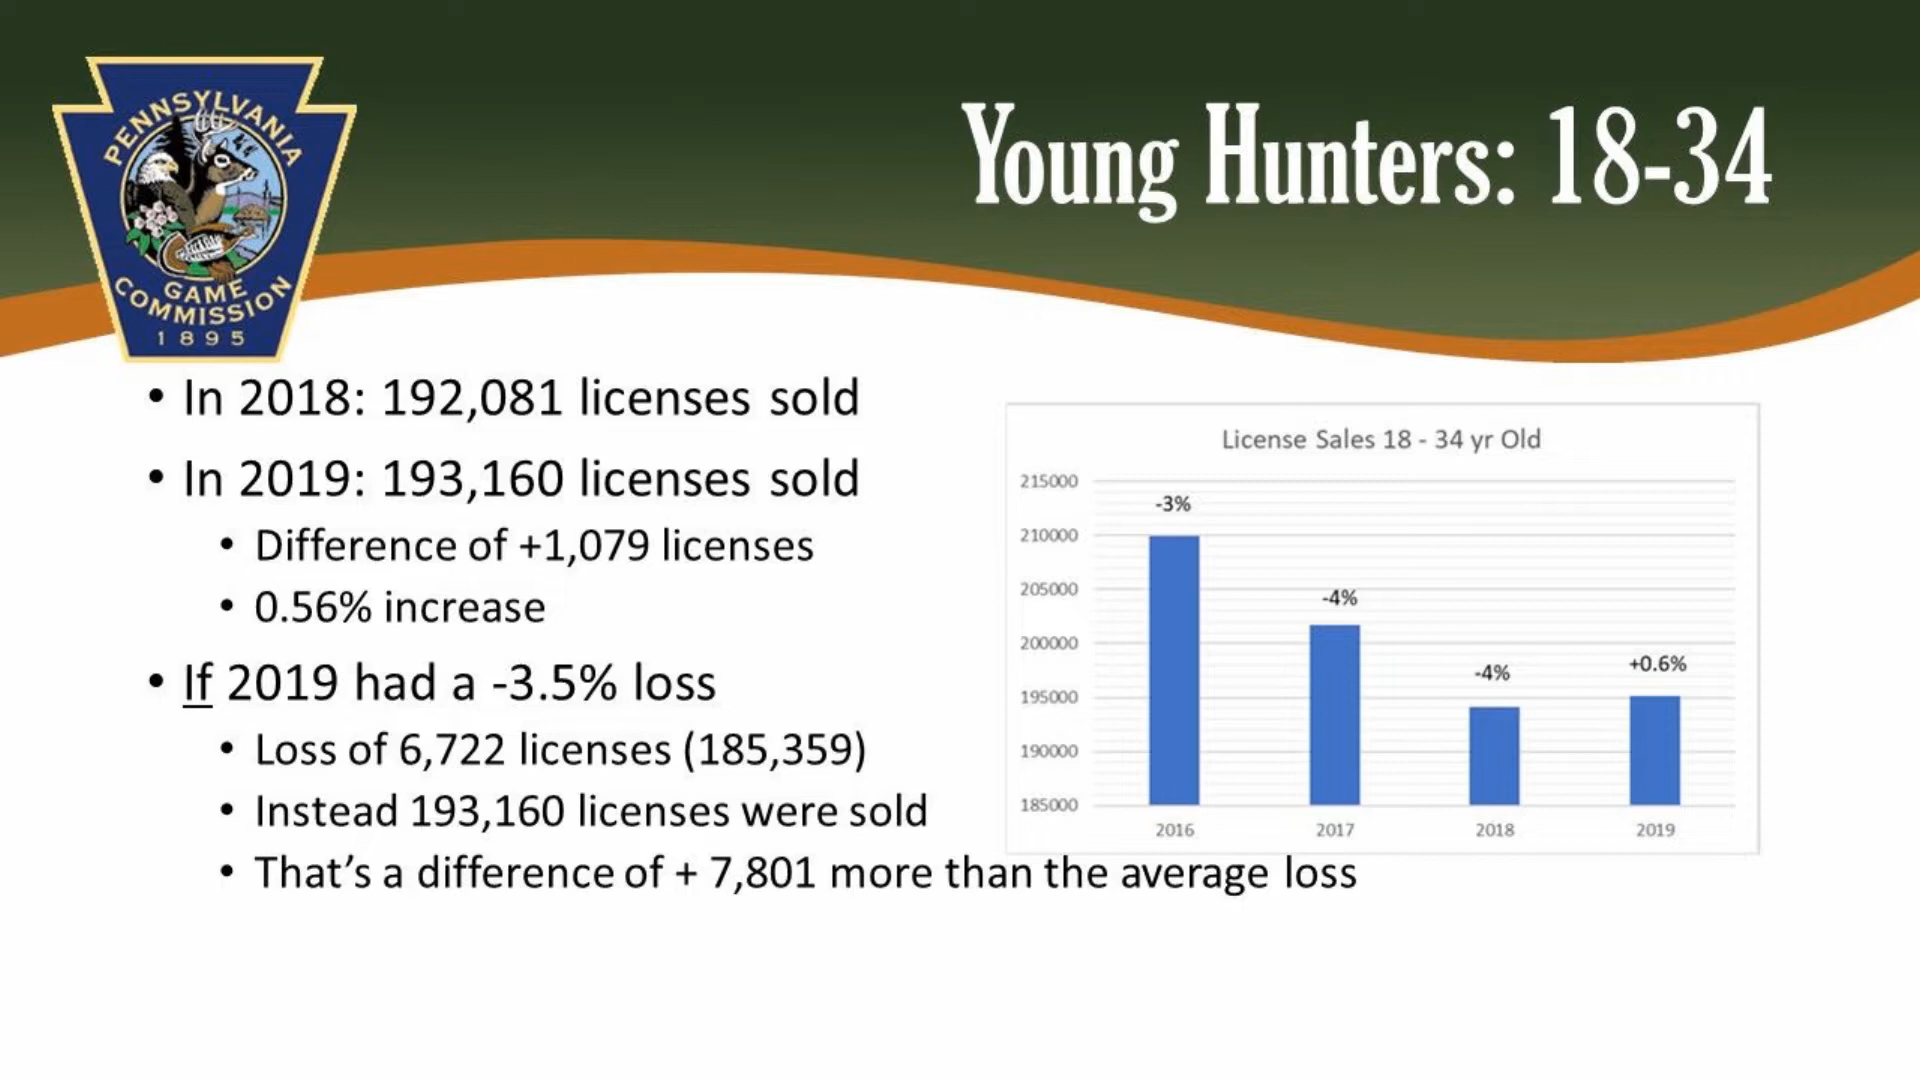 PENNSYLVANIA
GAME
COMMISSION
1895
Young Hunters: 18-34
• In 2018: 192,081 licenses sold
• In 2019: 193,160 licenses sold
• Difference of +1,079 licenses
• 0.56% increase
• If 2019 had a -3.5% loss
• Loss of 6,722 licenses (185,359)
• Instead 193,160 licenses were sold
• That's a difference of + 7,801 more than the average loss
License Sales 18 - 34 yr Old
215000
210000
205000
200000
195000
190000
185000
-3%
-4%
-4%
+0.6%
2016
2017
2018
2019